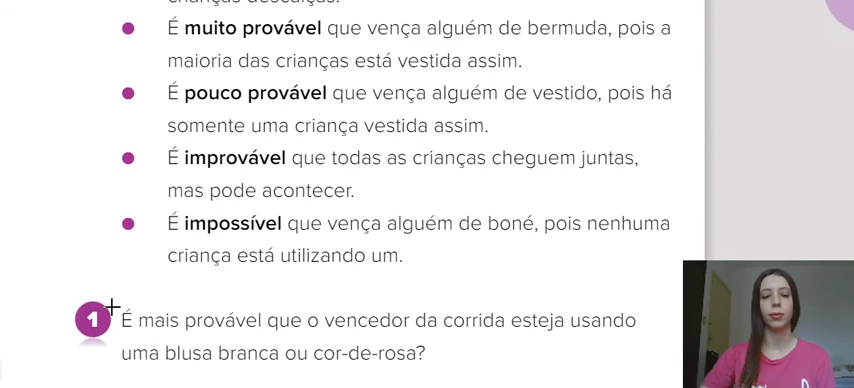 crianças descalças.
É muito provável que vença alguém de bermuda, pois a
maioria das crianças está vestida assim.
É pouco provável que vença alguém de vestido, pois há
somente uma criança vestida assim.
É improvável que todas as crianças cheguem juntas,
mas pode acontecer.
É impossível que vença alguém de boné, pois nenhuma
criança está utilizando um.
1 É mais provável que o vencedor da corrida esteja usando
uma blusa branca ou cor-de-rosa?